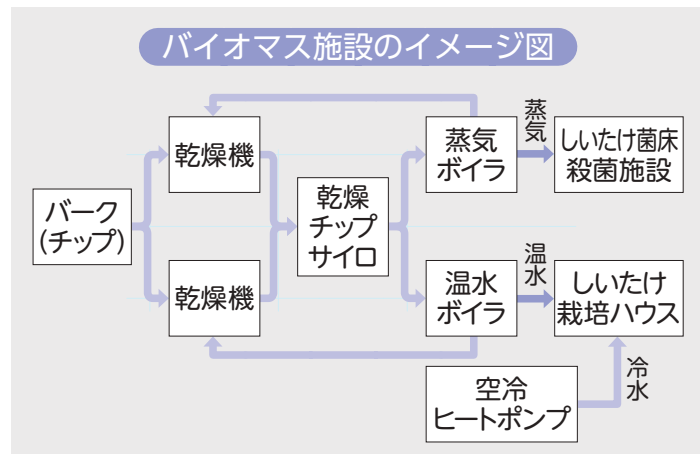 バイオマス施設のイメージ図
バーク
(チップ)
乾燥機
乾燥機
乾燥
チップ
サイロ
蒸気
ボイラ
蒸気
しいたけ菌床
殺菌施設
温水
ボイラ
温水
しいたけ
栽培ハウス
空冷
ヒートポンプ
冷水